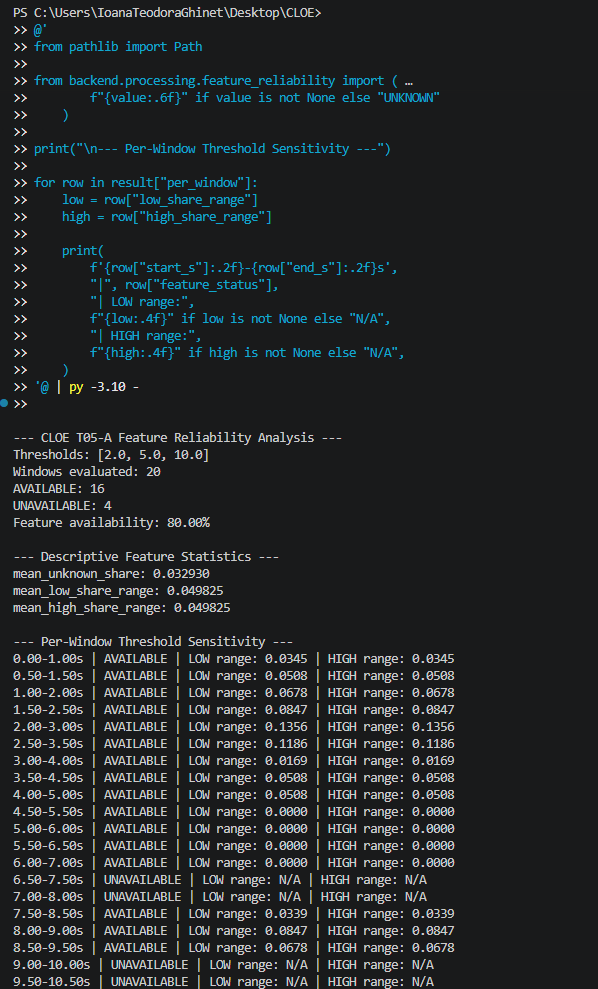 PS C:\Users\IoanaTeodoraGhinet\Desktop\CLOE>
>> @'
>> from pathlib import Path
>>
>> from backend.processing.feature_reliability import ( …
>>         f"{value:.6f}" if value is not None else "UNKNOWN"
>>     )
>>
>> print("\n--- Per-Window Threshold Sensitivity ---")
>>
>> for row in result["per_window"]:
>>     low = row["low_share_range"]
>>     high = row["high_share_range"]
>>
>>     print(
>>         f'{row["start_s"]:.2f}-{row["end_s"]:.2f}s',
>>         "|", row["feature_status"],
>>         "| LOW range:",
>>         f"{low:.4f}" if low is not None else "N/A",
>>         "| HIGH range:",
>>         f"{high:.4f}" if high is not None else "N/A",
>>     )
>> '@ | py -3.10 -
>>

--- CLOE T05-A Feature Reliability Analysis ---
Thresholds: [2.0, 5.0, 10.0]
Windows evaluated: 20
AVAILABLE: 16
UNAVAILABLE: 4
Feature availability: 80.00%

--- Descriptive Feature Statistics ---
mean_unknown_share: 0.032930
mean_low_share_range: 0.049825
mean_high_share_range: 0.049825

--- Per-Window Threshold Sensitivity ---
0.00-1.00s | AVAILABLE | LOW range: 0.0345 | HIGH range: 0.0345
0.50-1.50s | AVAILABLE | LOW range: 0.0508 | HIGH range: 0.0508
1.00-2.00s | AVAILABLE | LOW range: 0.0678 | HIGH range: 0.0678
1.50-2.50s | AVAILABLE | LOW range: 0.0847 | HIGH range: 0.0847
2.00-3.00s | AVAILABLE | LOW range: 0.1356 | HIGH range: 0.1356
2.50-3.50s | AVAILABLE | LOW range: 0.1186 | HIGH range: 0.1186
3.00-4.00s | AVAILABLE | LOW range: 0.0169 | HIGH range: 0.0169
3.50-4.50s | AVAILABLE | LOW range: 0.0508 | HIGH range: 0.0508
4.00-5.00s | AVAILABLE | LOW range: 0.0508 | HIGH range: 0.0508
4.50-5.50s | AVAILABLE | LOW range: 0.0000 | HIGH range: 0.0000
5.00-6.00s | AVAILABLE | LOW range: 0.0000 | HIGH range: 0.0000
5.50-6.50s | AVAILABLE | LOW range: 0.0000 | HIGH range: 0.0000
6.00-7.00s | AVAILABLE | LOW range: 0.0000 | HIGH range: 0.0000
6.50-7.50s | UNAVAILABLE | LOW range: N/A | HIGH range: N/A
7.00-8.00s | UNAVAILABLE | LOW range: N/A | HIGH range: N/A
7.50-8.50s | AVAILABLE | LOW range: 0.0339 | HIGH range: 0.0339
8.00-9.00s | AVAILABLE | LOW range: 0.0847 | HIGH range: 0.0847
8.50-9.50s | AVAILABLE | LOW range: 0.0678 | HIGH range: 0.0678
9.00-10.00s | UNAVAILABLE | LOW range: N/A | HIGH range: N/A
9.50-10.50s | UNAVAILABLE | LOW range: N/A | HIGH range: N/A